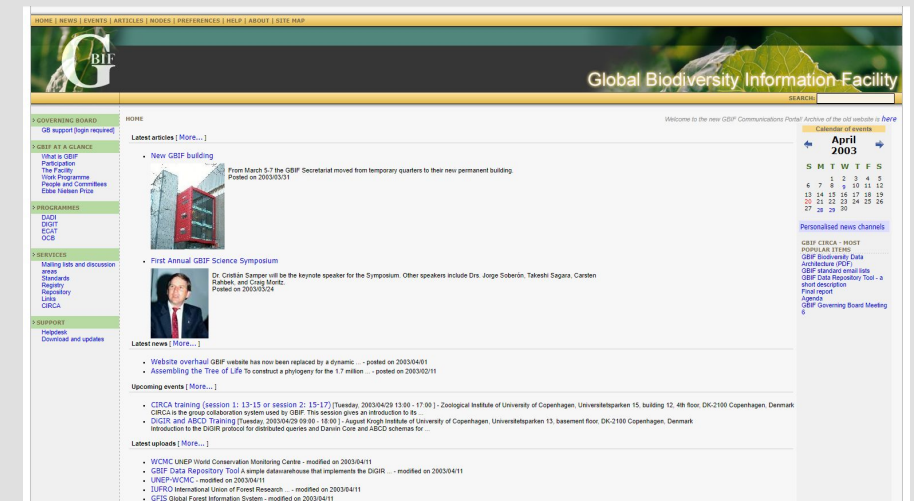 HOME | NEWS | EVENTS | ARTICLES | NODES | PREFERENCES | HELP | ABOUT | SITE MAP
GBIF
Global Biodiversity Information Facility
SEARCH:
> GOVERNING BOARD
GB support [login required]
> GBIF AT A GLANCE
What is GBIF
Participation
The Facility
Work Programme
People and Committees
Ebbe Nielsen Prize
> PROGRAMMES
DADI
DIGIT
ECAT
OCB
> SERVICES
Mailing lists and discussion
areas
Standards
Registry
Repository
Links
CIRCA
> SUPPORT
Helpdesk
Download and updates
HOME
Welcome to the new GBIF Communications Portal! Archive of the old website is here
Latest articles [ More... ]
• New GBIF building
From March 5-7 the GBIF Secretariat moved from temporary quarters to their new permanent building.
Posted on 2003/03/31
• First Annual GBIF Science Symposium
Dr. Cristián Samper will be the keynote speaker for the Symposium. Other speakers include Drs. Jorge Soberón, Takeshi Sagara, Carsten
Rahbek, and Craig Moritz.
Posted on 2003/03/24
Latest news [ More... ]
• Website overhaul GBIF website has now been replaced by a dynamic ... - posted on 2003/04/01
• Assembling the Tree of Life To construct a phylogeny for the 1.7 million ... - posted on 2003/02/11
Upcoming events [ More... ]
• CIRCA training (session 1: 13-15 or session 2: 15-17) [Tuesday, 2003/04/29 13:00 - 17:00 ] - Zoological Institute of University of Copenhagen, Universitetsparken 15, building 12, 4th floor, DK-2100 Copenhagen, Denmark
CIRCA is the group collaboration system used by GBIF. This session gives an introduction to its ...
• DiGIR and ABCD Training [Tuesday, 2003/04/29 09:00 - 18:00 ] - August Krogh Institute of University of Copenhagen, Universitetsparken 13, basement floor, DK-2100 Copenhagen, Denmark
Introduction to the DiGIR protocol for distributed queries and Darwin Core and ABCD schemas for ...
Latest uploads [ More... ]
• WCMC UNEP World Conservation Monitoring Centre - modified on 2003/04/11
• GBIF Data Repository Tool A simple datawarehouse that implements the DiGIR ... - modified on 2003/04/11
• UNEP-WCMC - modified on 2003/04/11
• IUFRO International Union of Forest Research ... - modified on 2003/04/11
• GFIS Global Forest Information System - modified on 2003/04/11
Calendar of events
April
2003
S M T W T F S
1 2 3 4 5
6 7 8 9 10 11 12
13 14 15 16 17 18 19
20 21 22 23 24 25 26
27 28 29 30
Personalised news channels
GBIF CIRCA - MOST
POPULAR ITEMS
GBIF Biodiversity Data
Architecture (PDF)
GBIF standard email lists
GBIF Data Repository Tool - a
short description
Final report
Agenda
GBIF Governing Board Meeting
6